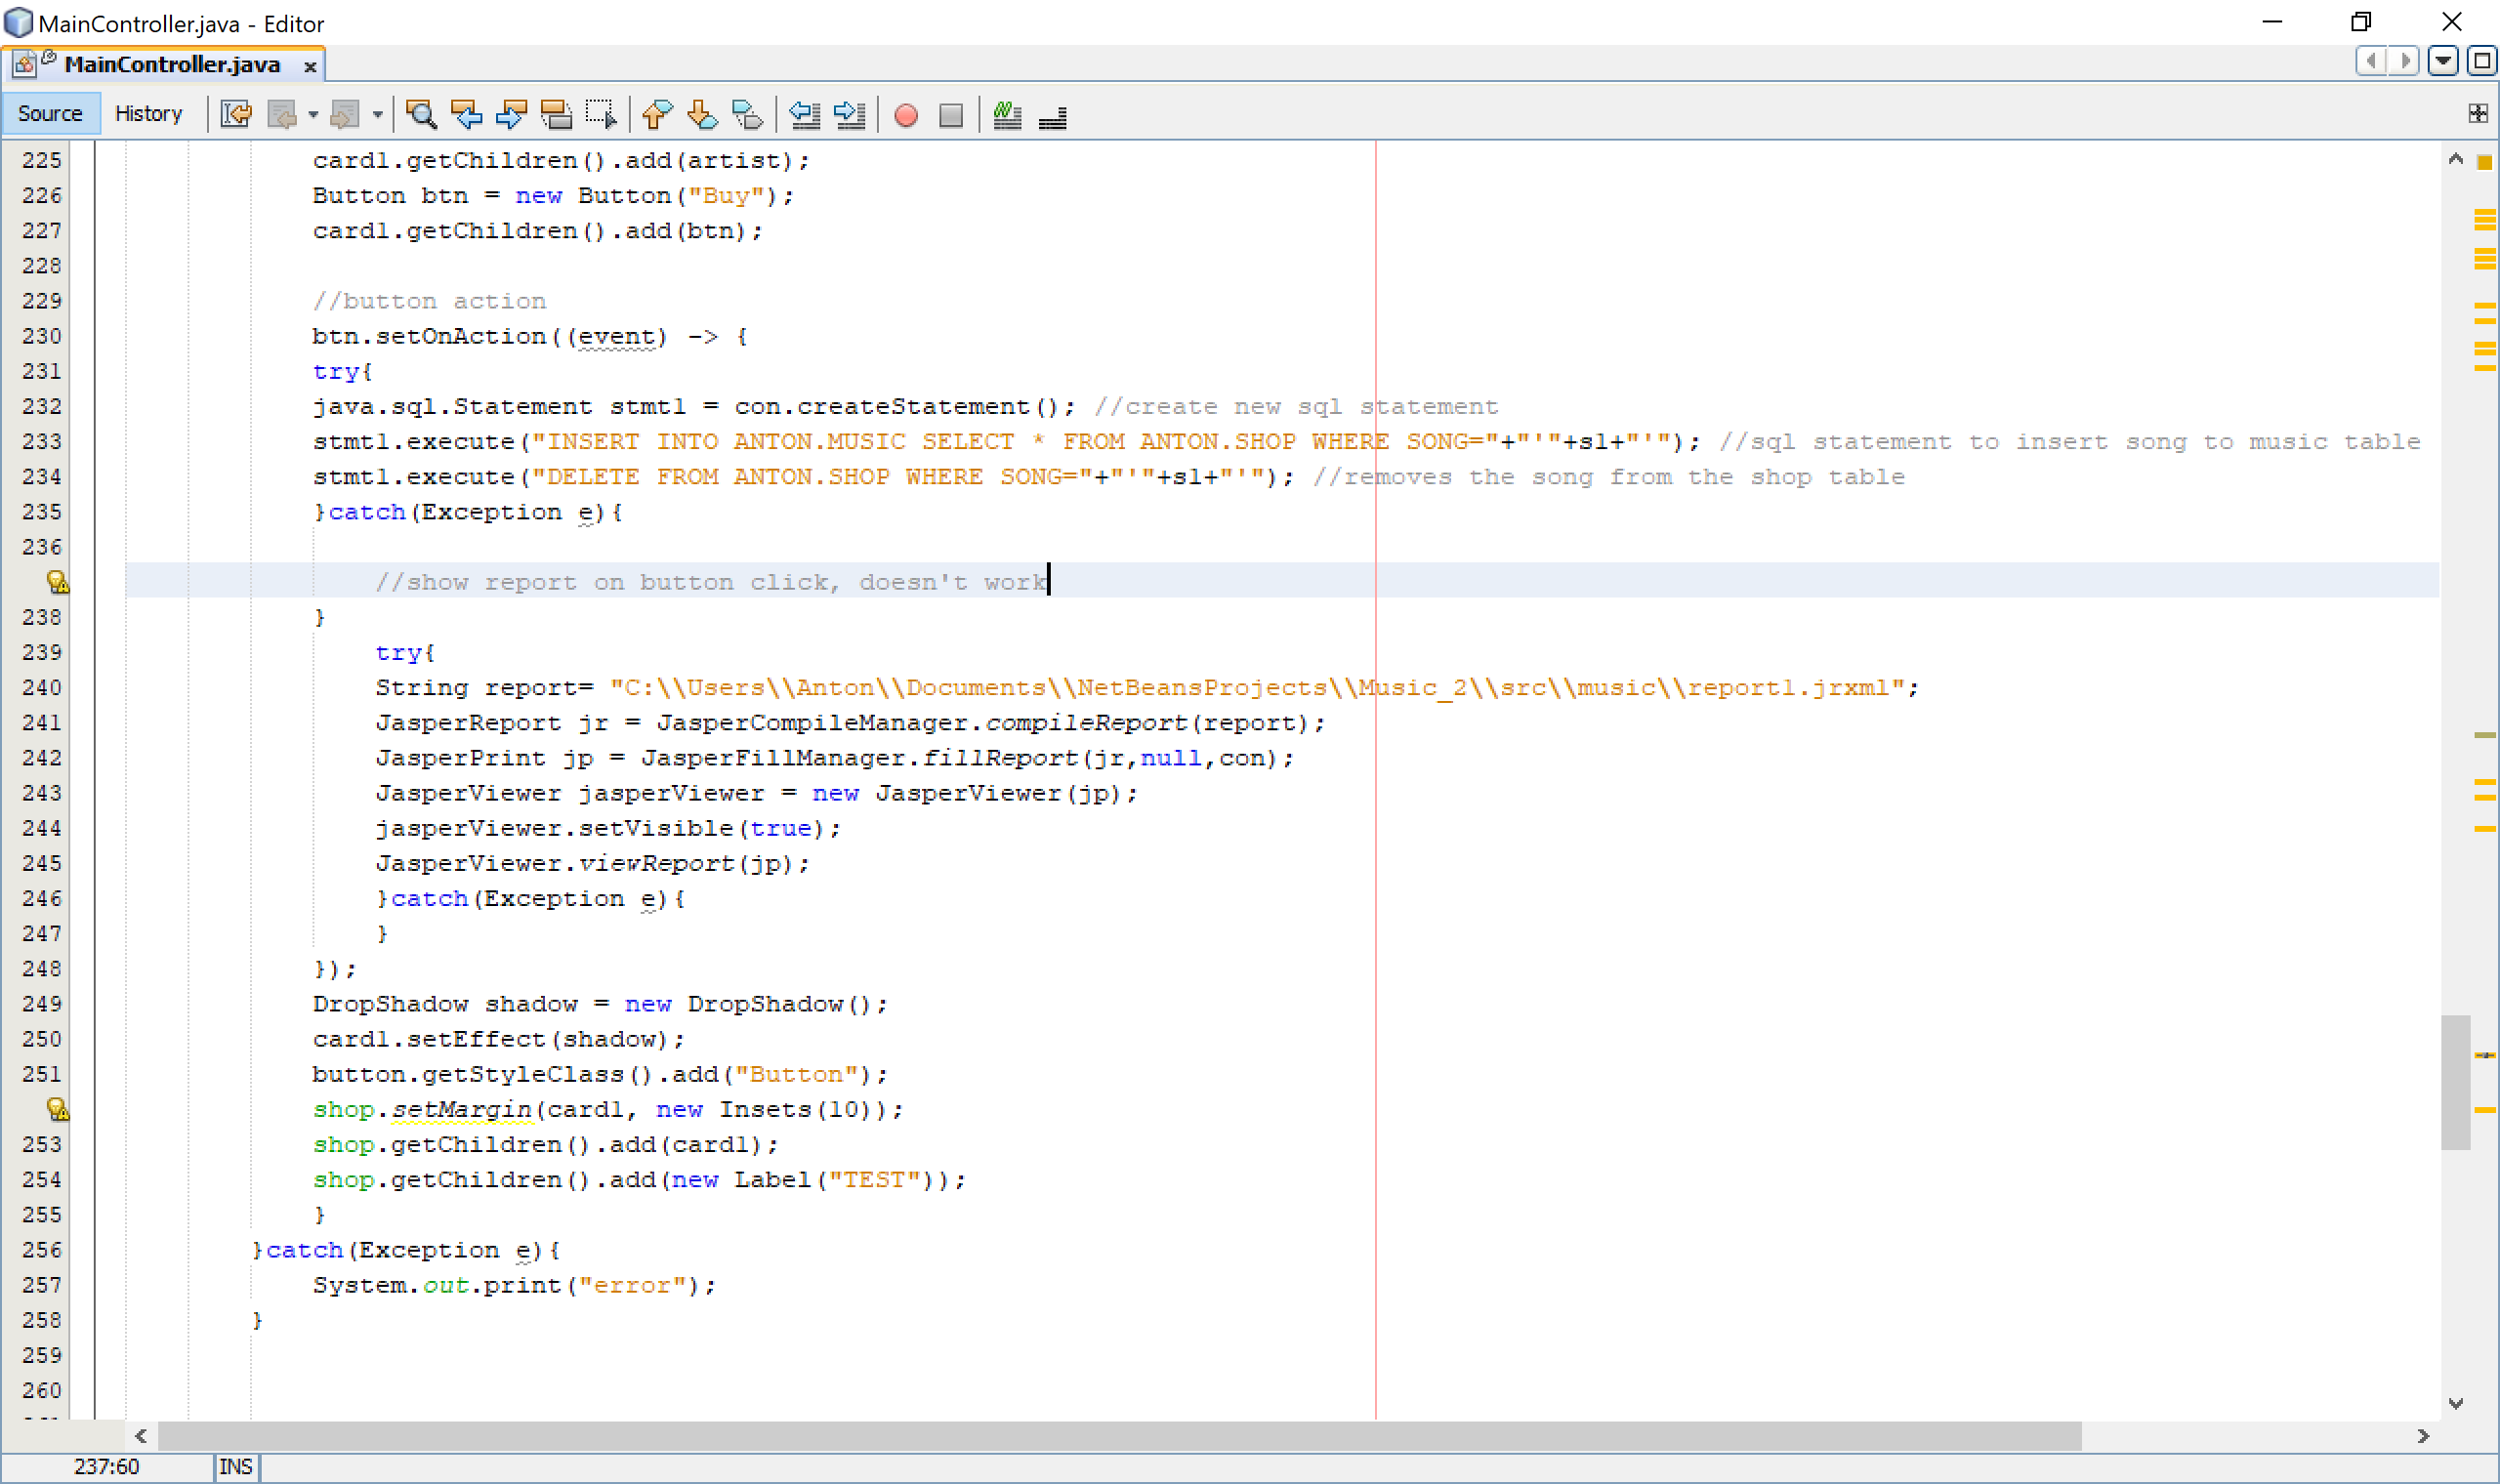 MainController.java - Editor
MainController.java x
Source History
225 card1.getChildren().add(artist);
226 Button btn = new Button("Buy");
227 card1.getChildren().add(btn);
228
229 //button action
230 btn.setOnAction((event) -> {
231 try{
232 java.sql.Statement stmt1 = con.createStatement(); //create new sql statement
233 stmt1.execute("INSERT INTO ANTON.MUSIC SELECT * FROM ANTON.SHOP WHERE SONG="+"'"+s1+"'"); //sql statement to insert song to music table
234 stmt1.execute("DELETE FROM ANTON.SHOP WHERE SONG="+"'"+s1+"'"); //removes the song from the shop table
235 }catch(Exception e){
236
//show report on button click, doesn't work
238 }
239 try{
240 String report= "C:\\Users\\Anton\\Documents\\NetBeansProjects\\Music_2\\src\\music\\report1.jrxml";
241 JasperReport jr = JasperCompileManager.compileReport(report);
242 JasperPrint jp = JasperFillManager.fillReport(jr,null,con);
243 JasperViewer jasperViewer = new JasperViewer(jp);
244 jasperViewer.setVisible(true);
245 JasperViewer.viewReport(jp);
246 }catch(Exception e){
247 }
248 });
249 DropShadow shadow = new DropShadow();
250 card1.setEffect(shadow);
251 button.getStyleClass().add("Button");
shop.setMargin(card1, new Insets(10));
253 shop.getChildren().add(card1);
254 shop.getChildren().add(new Label("TEST"));
255 }
256 }catch(Exception e){
257 System.out.print("error");
258 }
259
260
237:60 INS